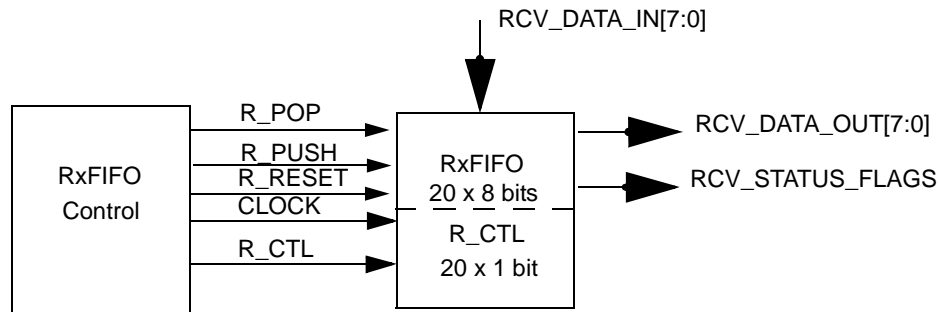 RCV_DATA_IN[7:0]
R_POP
R_PUSH
R_RESET
CLOCK
R_CTL
RxFIFO
Control
RxFIFO
20 x 8 bits
R_CTL
20 x 1 bit
RCV_DATA_OUT[7:0]
RCV_STATUS_FLAGS